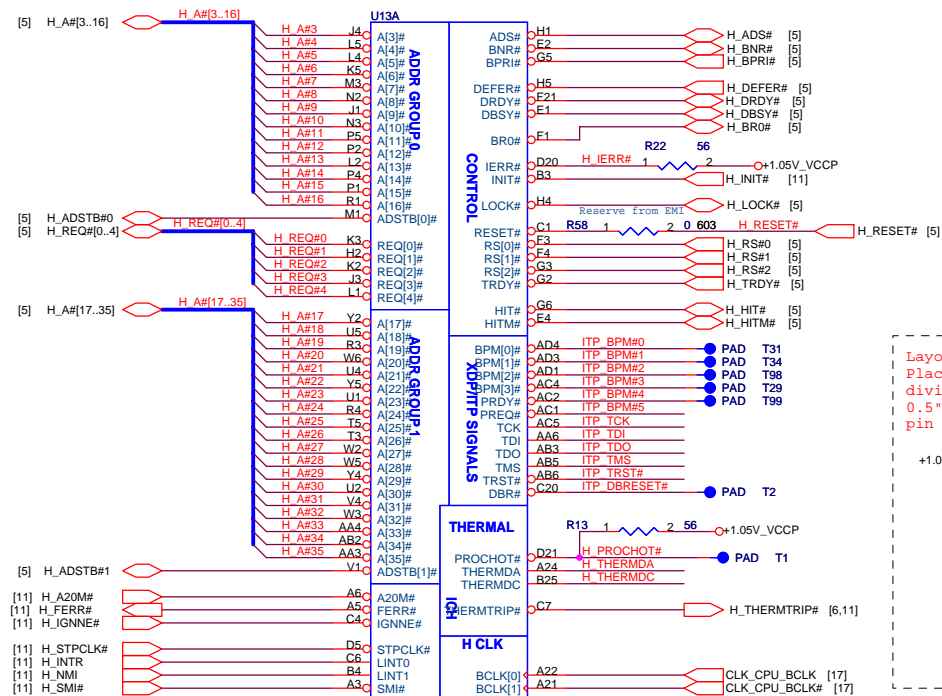 U13A
[5] H_A#[3..16] H_A#[3..16]
H_A#3 J4 A[3]#
H_A#4 L5 A[4]#
H_A#5 L4 A[5]#
H_A#6 K5 A[6]#
H_A#7 M3 A[7]#
H_A#8 N2 A[8]#
H_A#9 J1 A[9]#
H_A#10 N3 A[10]#
H_A#11 P5 A[11]#
H_A#12 P2 A[12]#
H_A#13 L2 A[13]#
H_A#14 P4 A[14]#
H_A#15 P1 A[15]#
H_A#16 R1 A[16]#
[5] H_ADSTB#0 M1 ADSTB[0]#
[5] H_REQ#[0..4] H_REQ#[0..4]
H_REQ#0 K3 REQ[0]#
H_REQ#1 H2 REQ[1]#
H_REQ#2 K2 REQ[2]#
H_REQ#3 J3 REQ[3]#
H_REQ#4 L1 REQ[4]#
ADDR GROUP 0
[5] H_A#[17..35] H_A#[17..35]
H_A#17 Y2 A[17]#
H_A#18 U5 A[18]#
H_A#19 R3 A[19]#
H_A#20 W6 A[20]#
H_A#21 U4 A[21]#
H_A#22 Y5 A[22]#
H_A#23 U1 A[23]#
H_A#24 R4 A[24]#
H_A#25 T5 A[25]#
H_A#26 T3 A[26]#
H_A#27 W2 A[27]#
H_A#28 W5 A[28]#
H_A#29 Y4 A[29]#
H_A#30 U2 A[30]#
H_A#31 V4 A[31]#
H_A#32 W3 A[32]#
H_A#33 AA4 A[33]#
H_A#34 AB2 A[34]#
H_A#35 AA3 A[35]#
[5] H_ADSTB#1 V1 ADSTB[1]#
ADDR GROUP 1
[11] H_A20M# A6 A20M#
[11] H_FERR# A5 FERR#
[11] H_IGNNE# C4 IGNNE#
[11] H_STPCLK# D5 STPCLK#
[11] H_INTR C6 LINT0
[11] H_NMI B4 LINT1
[11] H_SMI# A3 SMI#
ICH
CONTROL
ADS# H1 H_ADS# [5]
BNR# E2 H_BNR# [5]
BPRI# G5 H_BPRI# [5]
DEFER# H5 H_DEFER# [5]
DRDY# F21 H_DRDY# [5]
DBSY# E1 H_DBSY# [5]
BR0# F1 H_BR0# [5]
R22 56
IERR# D20 H_IERR# 1 2 +1.05V_VCCP
INIT# B3 H_INIT# [11]
LOCK# H4 H_LOCK# [5]
Reserve from EMI
RESET# C1 R58 1 2 0 603 H_RESET# H_RESET# [5]
RS[0]# F3 H_RS#0 [5]
RS[1]# F4 H_RS#1 [5]
RS[2]# G3 H_RS#2 [5]
TRDY# G2 H_TRDY# [5]
HIT# G6 H_HIT# [5]
HITM# E4 H_HITM# [5]
XDP/ITP SIGNALS
BPM[0]# AD4 ITP_BPM#0 PAD T31
BPM[1]# AD3 ITP_BPM#1 PAD T34
BPM[2]# AD1 ITP_BPM#2 PAD T98
BPM[3]# AC4 ITP_BPM#3 PAD T29
PRDY# AC2 ITP_BPM#4 PAD T99
PREQ# AC1 ITP_BPM#5
TCK AC5 ITP_TCK
TDI AA6 ITP_TDI
TDO AB3 ITP_TDO
TMS AB5 ITP_TMS
TRST# AB6 ITP_TRST#
DBR# C20 ITP_DBRESET# PAD T2
THERMAL
R13 1 2 56 +1.05V_VCCP
PROCHOT# D21 H_PROCHOT# PAD T1
THERMDA A24 H_THERMDA
THERMDC B25 H_THERMDC
THERMTRIP# C7 H_THERMTRIP# [6,11]
H CLK
BCLK[0] A22 CLK_CPU_BCLK [17]
BCLK[1] A21 CLK_CPU_BCLK# [17]
Layo
Plac
divi
0.5"
pin
+1.0